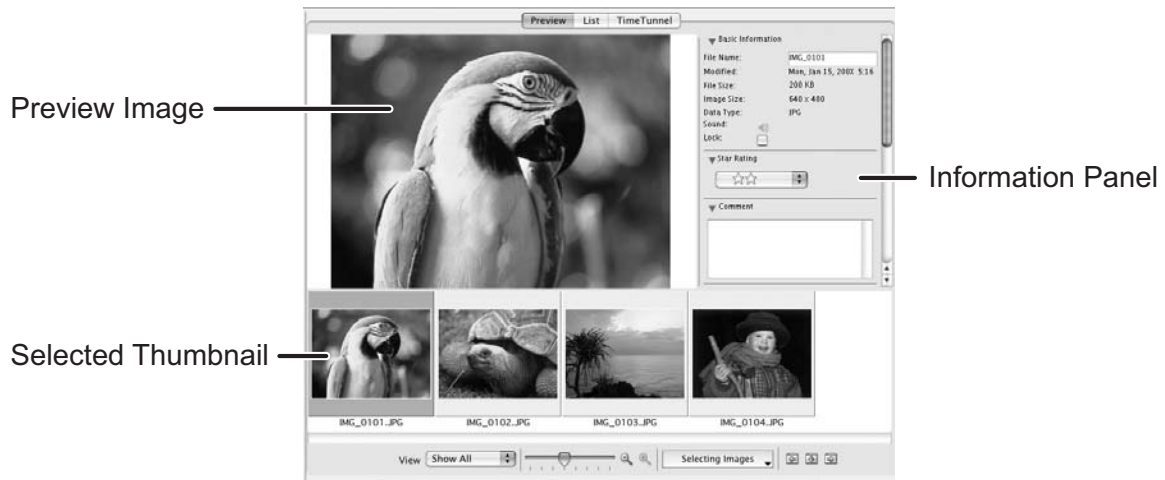 Preview List TimeTunnel
Preview Image
Basic Information
File Name: IMG_0101
Modified: Mon, Jan 15, 200X 5:16
File Size: 200 KB
Image Size: 640 x 480
Data Type: JPG
Sound:
Lock:
Star Rating
Information Panel
Comment
Selected Thumbnail
IMG_0101.JPG IMG_0102.JPG IMG_0103.JPG IMG_0104.JPG
View Show All Selecting Images